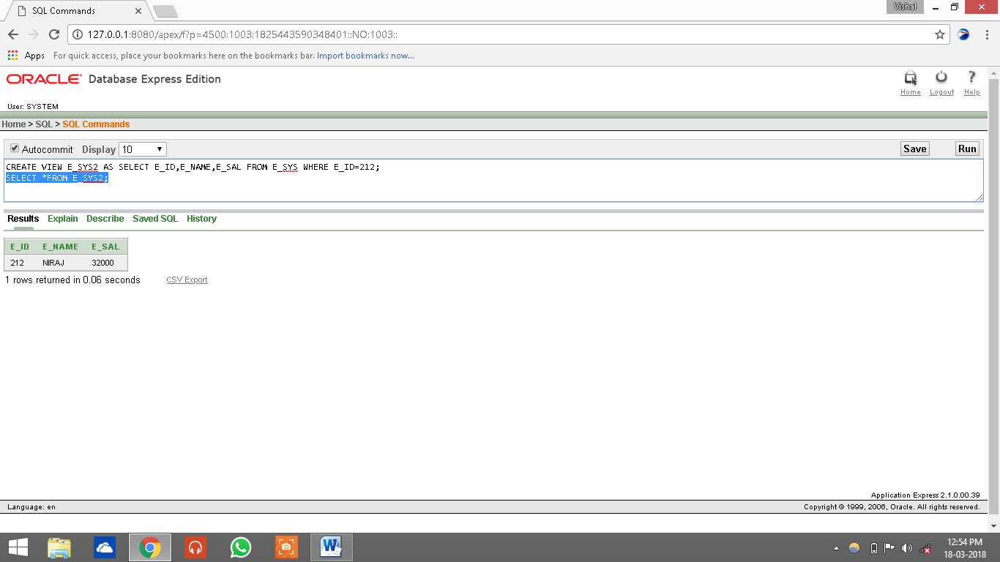 SQL Commands
Vishal
127.0.0.1:8080/apex/f?p=4500:1003:1825443590348401::NO:1003::
Apps For quick access, place your bookmarks here on the bookmarks bar. Import bookmarks now...
ORACLE Database Express Edition
Home Logout Help
User: SYSTEM
Home > SQL > SQL Commands
Autocommit Display 10 Save Run
CREATE VIEW E_SYS2 AS SELECT E_ID,E_NAME,E_SAL FROM E_SYS WHERE E_ID=212;
SELECT *FROM E_SYS2;
Results Explain Describe Saved SQL History
E_ID E_NAME E_SAL
212 NIRAJ 32000
1 rows returned in 0.06 seconds CSV Export
Application Express 2.1.0.00.39
Language: en Copyright © 1999, 2006, Oracle. All rights reserved.
12:54 PM
18-03-2018